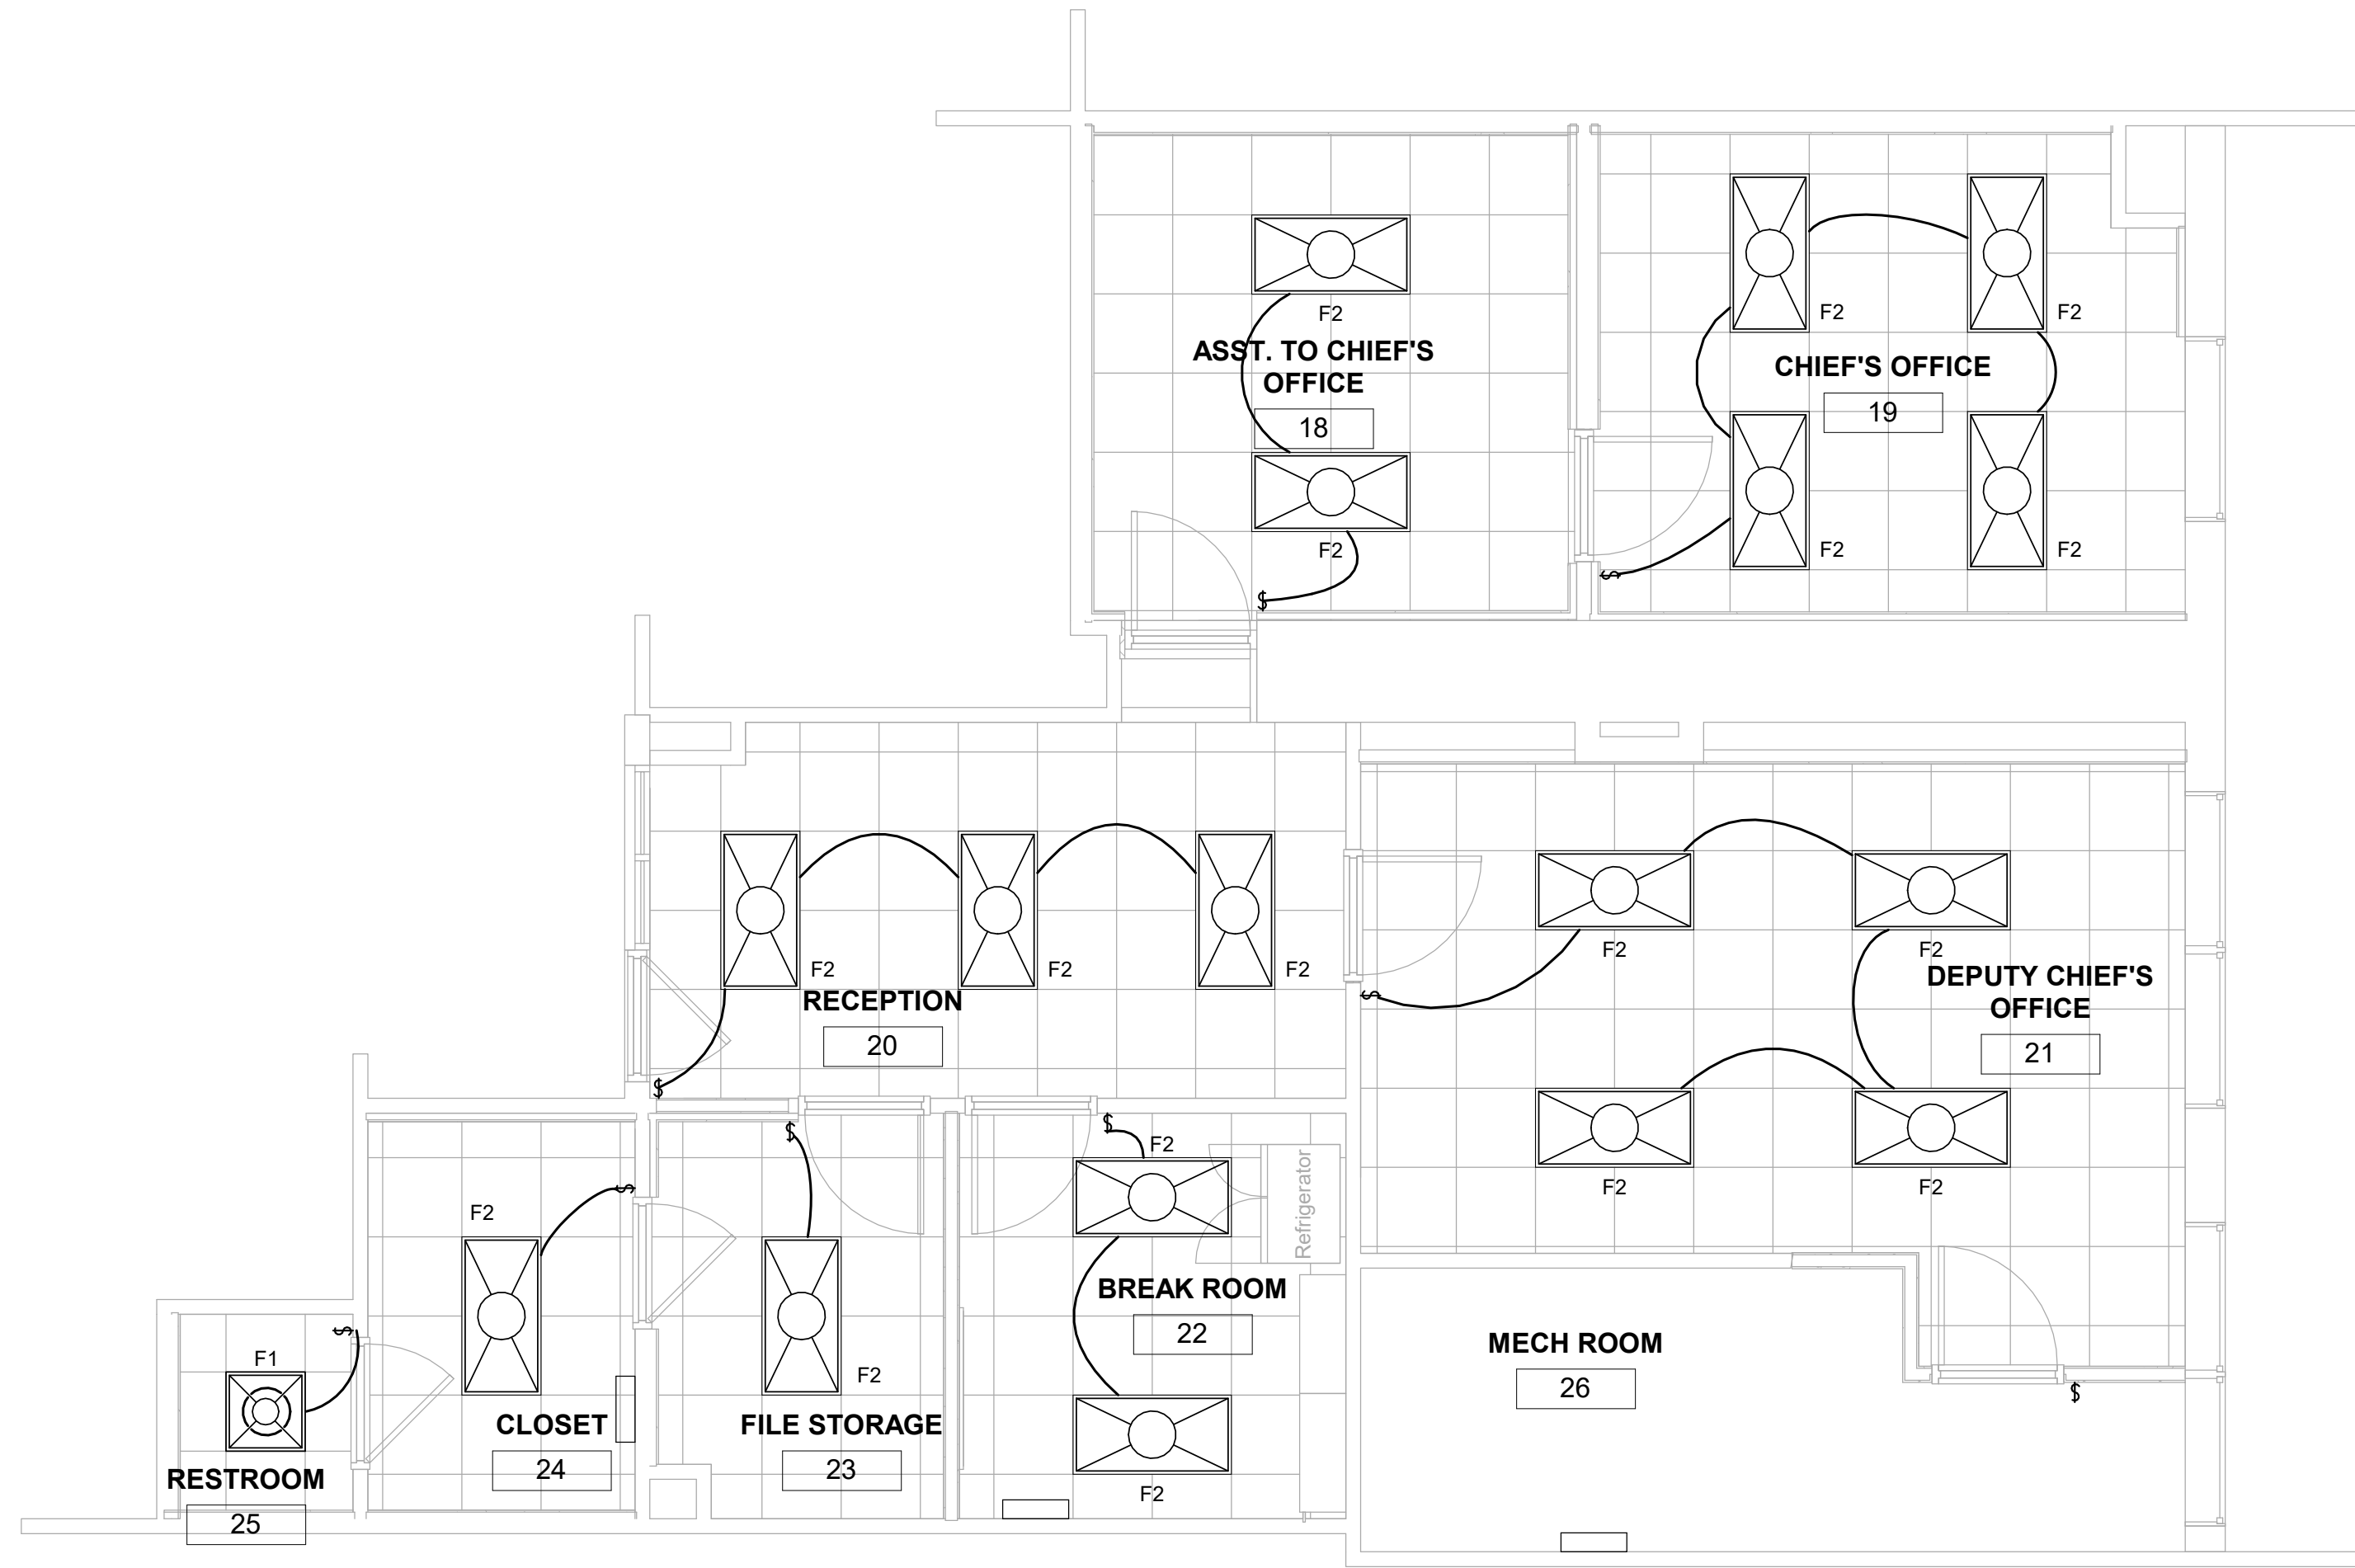 F2
ASST. TO CHIEF'S
OFFICE
18
F2
$
F2
F2
CHIEF'S OFFICE
19
F2
F2
$
F2
F2
F2
RECEPTION
20
$
F2
F2
DEPUTY CHIEF'S
OFFICE
21
$
F2
F2
$
F2
Refrigerator
BREAK ROOM
22
F2
$
F2
FILE STORAGE
23
$
F2
CLOSET
24
$
F1
RESTROOM
25
MECH ROOM
26
$